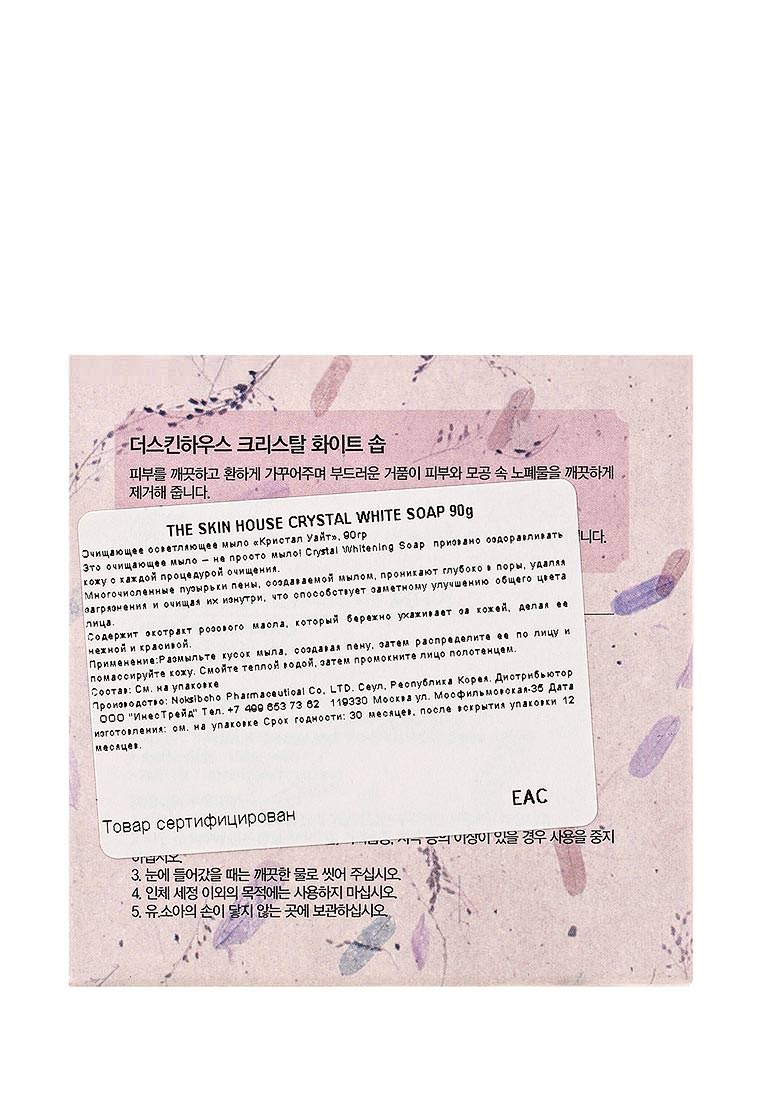 더스킨하우스 크리스탈 화이트 솝
피부를 깨끗하고 환하게 가꾸어주며 부드러운 거품이 피부와 모공 속 노폐물을 깨끗하게
제거해 줍니다.
니다.
THE SKIN HOUSE CRYSTAL WHITE SOAP 90g
Очищающее осветляющее мыло «Кристал Уайт», 90гр
Это очищающее мыло – не просто мыло! Crystal Whitening Soap призвано оздоравливать
кожу с каждой процедурой очищения.
Многочисленные пузырьки пены, создаваемой мылом, проникают глубоко в поры, удаляя
загрязнения и очищая их изнутри, что способствует заметному улучшению общего цвета
лица.
Содержит экстракт розового масла, который бережно ухаживает за кожей, делая ее
нежной и красивой.
Применение:Размыльте кусок мыла, создавая пену, затем распределите ее по лицу и
помассируйте кожу. Смойте теплой водой, затем промокните лицо полотенцем.
Состав: См. на упаковке
Производство: Noksibcho Pharmaceutical Co, LTD. Сеул, Республика Корея. Дистрибьютор
ООО "ИнесТрейд" Тел. +7 499 653 73 62 119330 Москва ул. Мосфильмовская-35 Дата
изготовления: см. на упаковке Срок годности: 30 месяцев, после вскрытия упаковки 12
месяцев.
EAC
Товар сертифицирован
등의 이상이 있을 경우 사용을 중지
하십시오.
3. 눈에 들어갔을 때는 깨끗한 물로 씻어 주십시오.
4. 인체 세정 이외의 목적에는 사용하지 마십시오.
5. 유.소아의 손이 닿지 않는 곳에 보관하십시오.